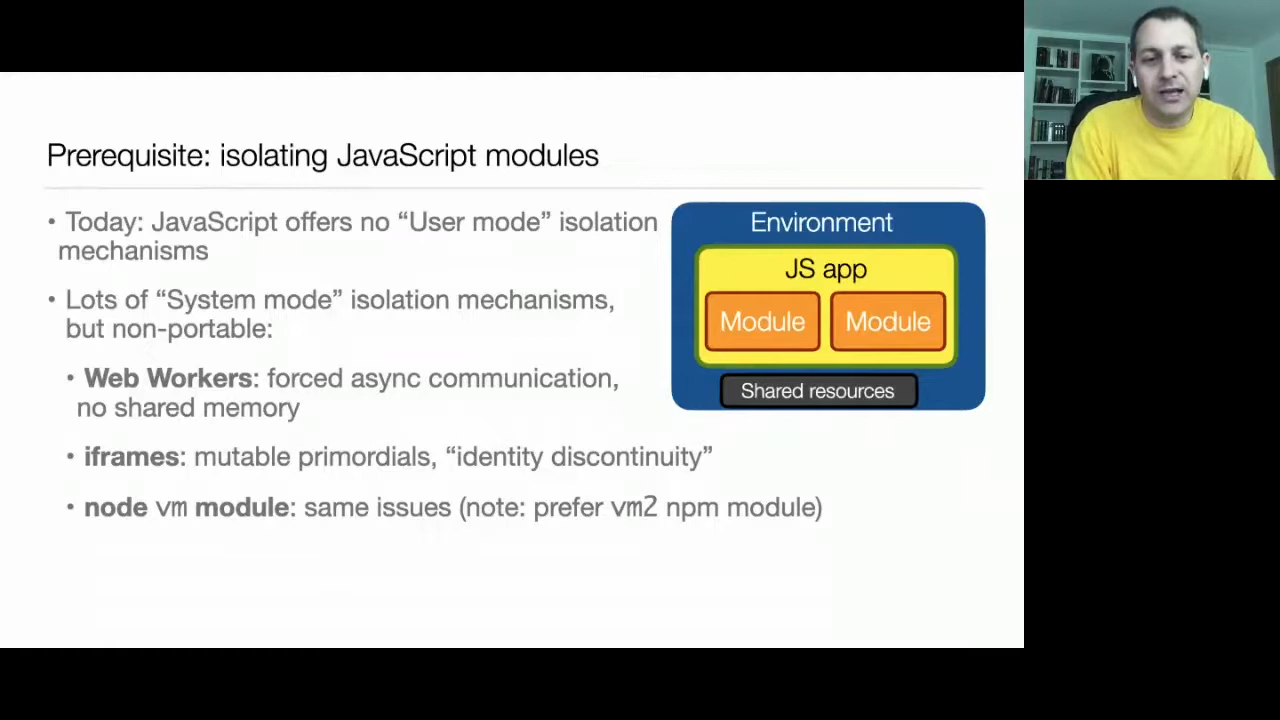 Prerequisite: isolating JavaScript modules
• Today: JavaScript offers no “User mode” isolation
mechanisms
• Lots of “System mode” isolation mechanisms,
but non-portable:
• Web Workers: forced async communication,
no shared memory
• iframes: mutable primordials, “identity discontinuity”
• node vm module: same issues (note: prefer vm2 npm module)
Environment
JS app
Module Module
Shared resources